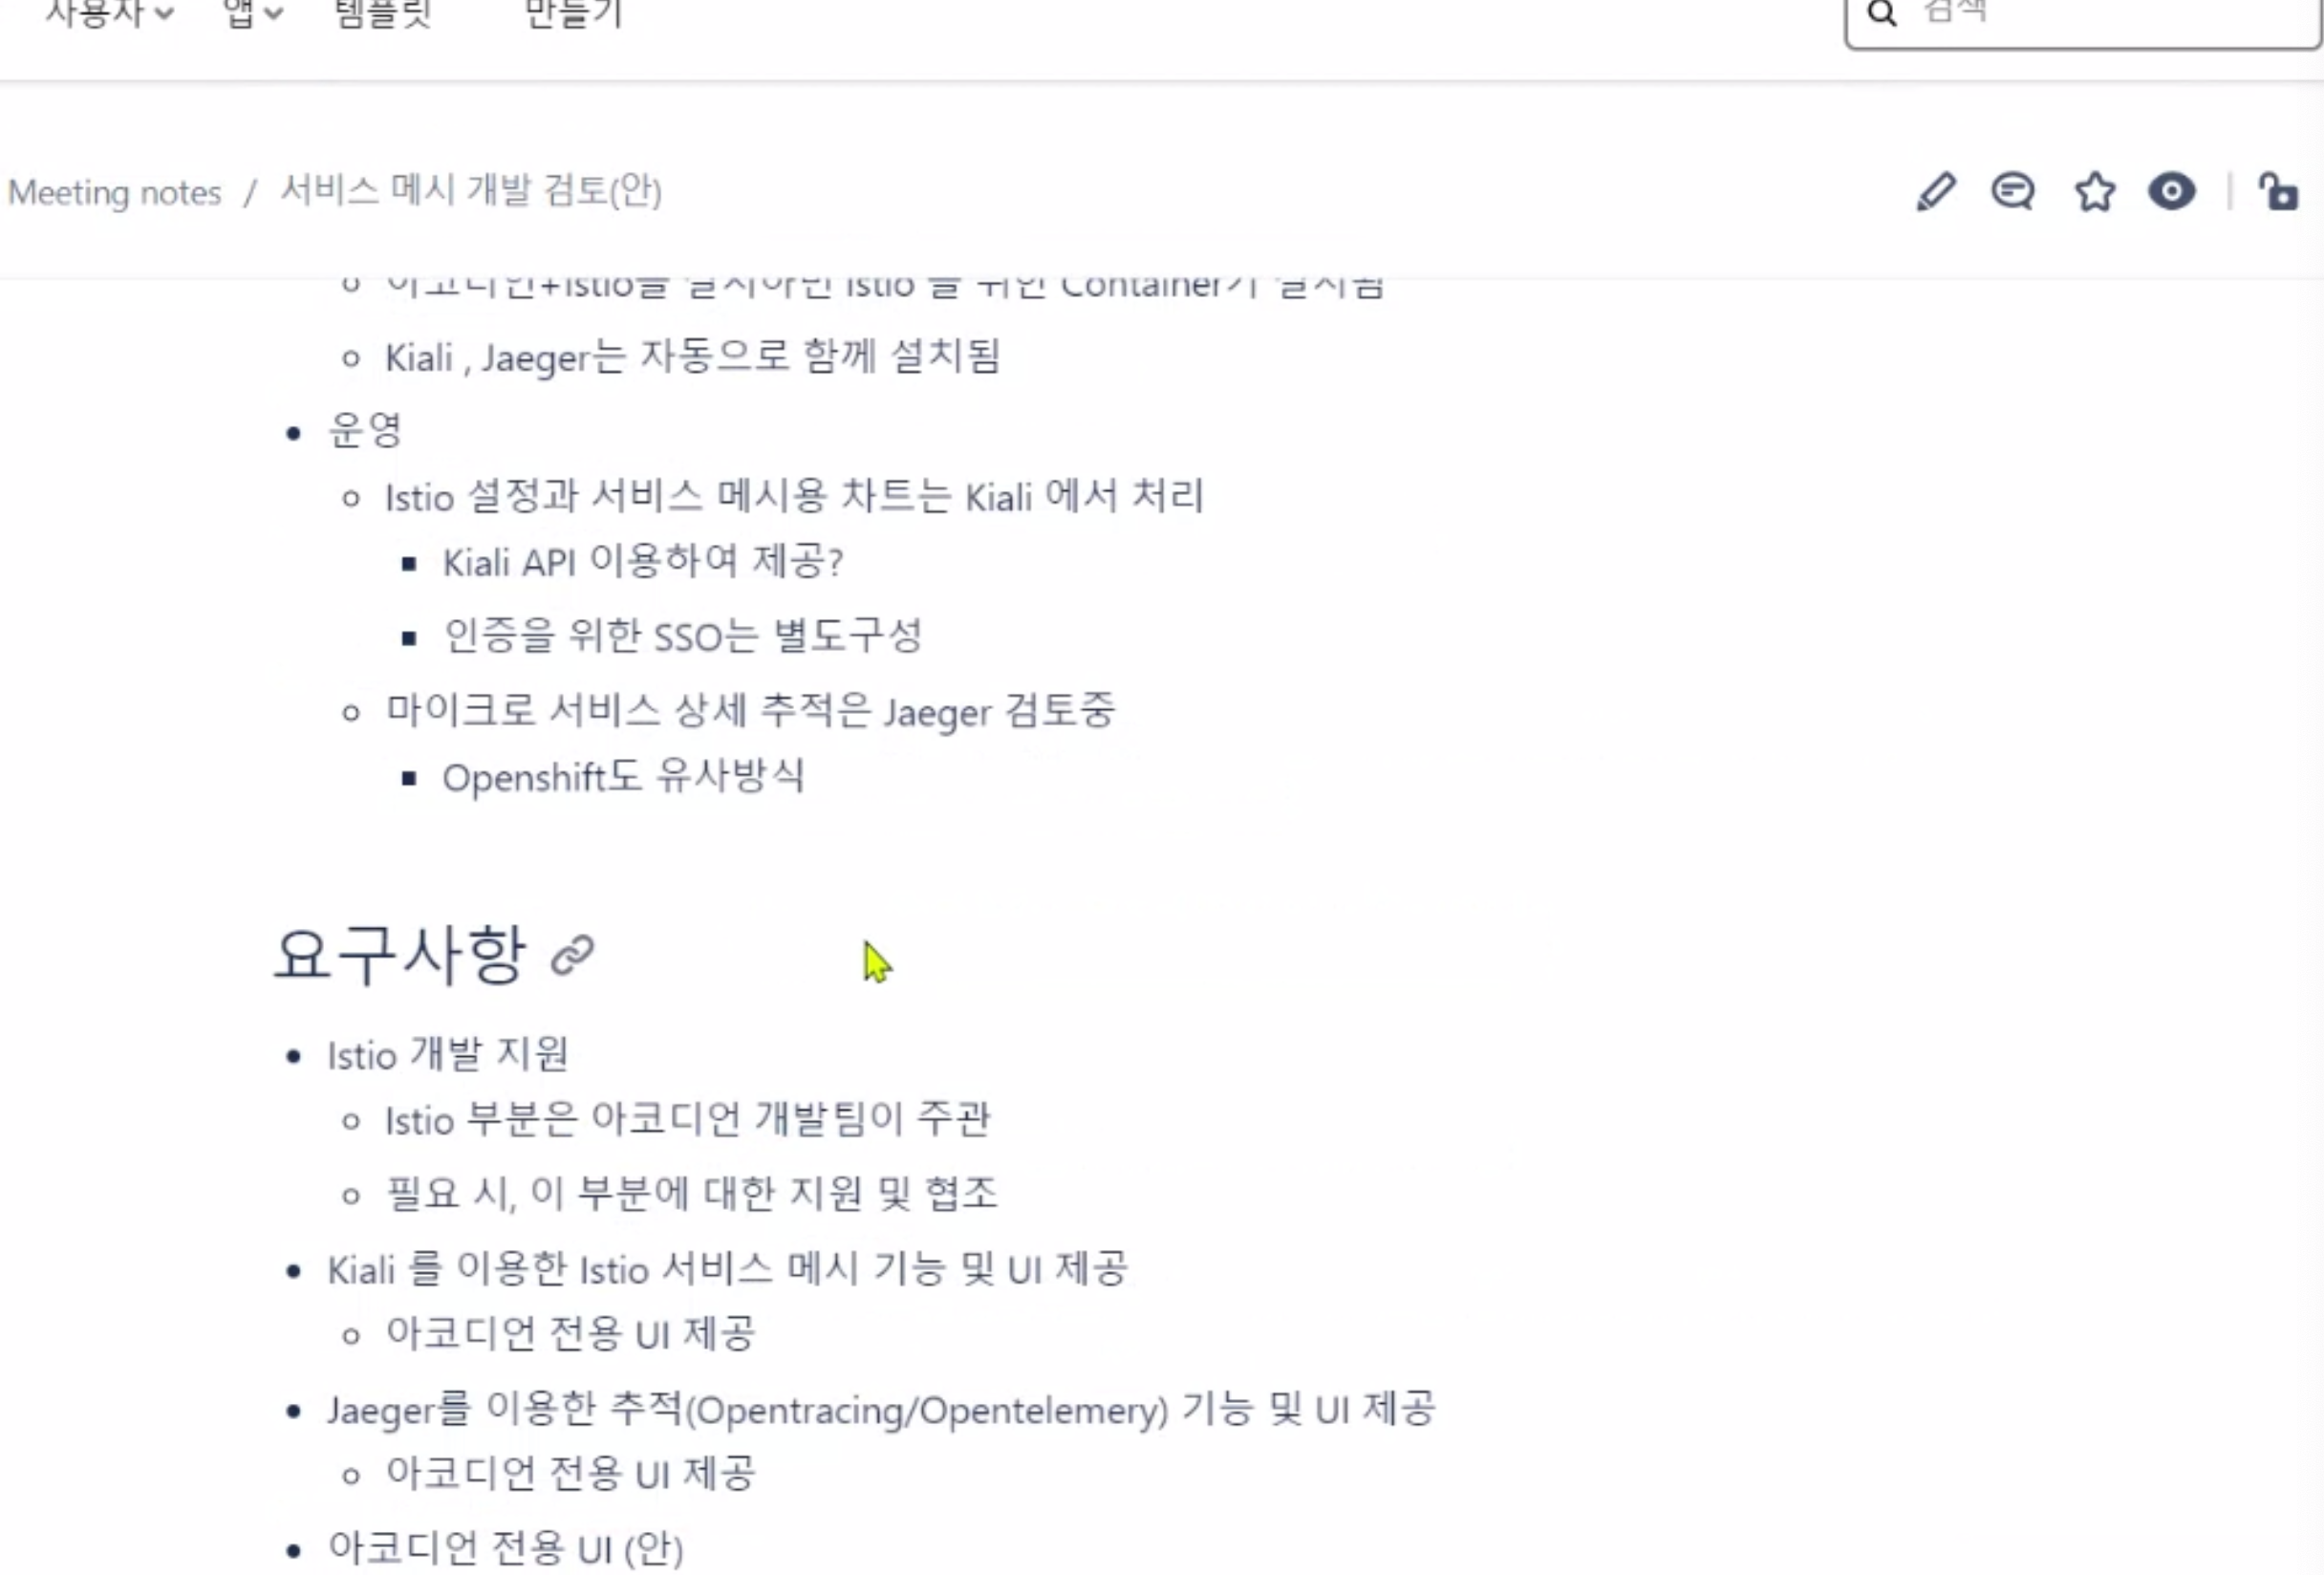 사용자 앱 템플릿 만들기 검색
Meeting notes / 서비스 메시 개발 검토(안)
아코디언+Istio를 설치하면 Istio 를 위한 Container가 설치됨
Kiali , Jaeger는 자동으로 함께 설치됨
운영
Istio 설정과 서비스 메시용 차트는 Kiali 에서 처리
Kiali API 이용하여 제공?
인증을 위한 SSO는 별도구성
마이크로 서비스 상세 추적은 Jaeger 검토중
Openshift도 유사방식
요구사항
Istio 개발 지원
Istio 부분은 아코디언 개발팀이 주관
필요 시, 이 부분에 대한 지원 및 협조
Kiali 를 이용한 Istio 서비스 메시 기능 및 UI 제공
아코디언 전용 UI 제공
Jaeger를 이용한 추적(Opentracing/Opentelemery) 기능 및 UI 제공
아코디언 전용 UI 제공
아코디언 전용 UI (안)